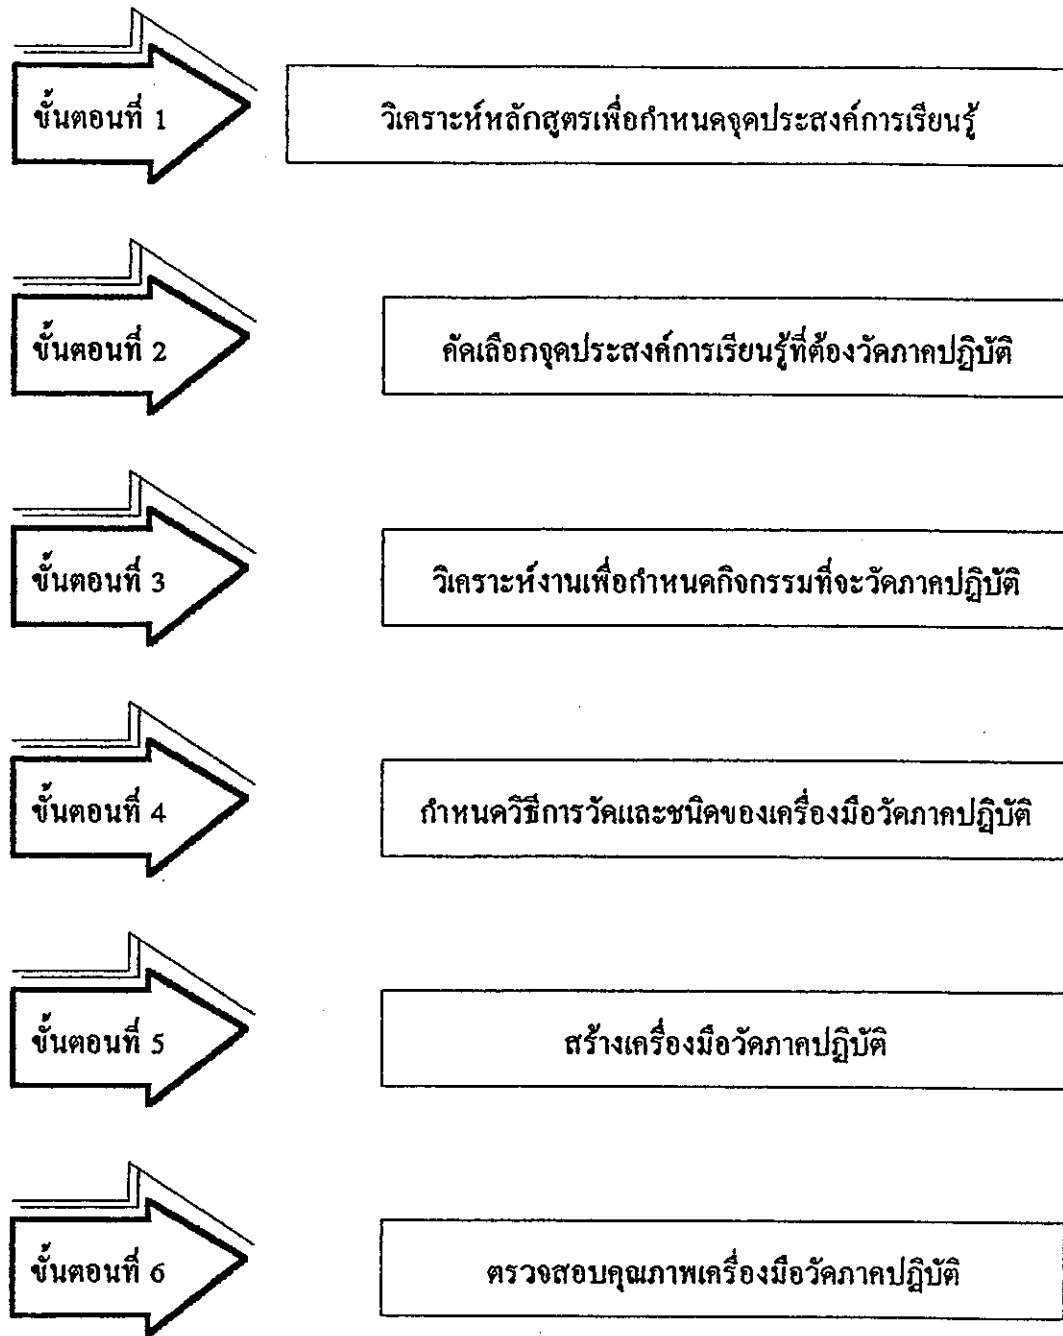 ขั้นตอนที่ 1
วิเคราะห์หลักสูตรเพื่อกำหนดจุดประสงค์การเรียนรู้
ขั้นตอนที่ 2
คัดเลือกจุดประสงค์การเรียนรู้ที่ต้องวัดภาคปฏิบัติ
ขั้นตอนที่ 3
วิเคราะห์งานเพื่อกำหนดกิจกรรมที่จะวัดภาคปฏิบัติ
ขั้นตอนที่ 4
กำหนดวิธีการวัดและชนิดของเครื่องมือวัดภาคปฏิบัติ
ขั้นตอนที่ 5
สร้างเครื่องมือวัดภาคปฏิบัติ
ขั้นตอนที่ 6
ตรวจสอบคุณภาพเครื่องมือวัดภาคปฏิบัติ